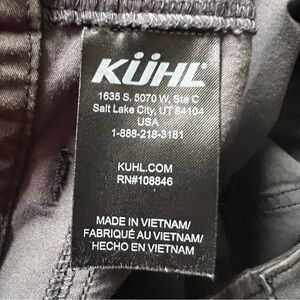 KÜHL
1635 S. 5070 W, Ste C
Salt Lake City, UT 84104
USA
1-888-218-3181
KUHL.COM
RN#108846
MADE IN VIETNAM/
FABRIQUÉ AU VIETNAM/
HECHO EN VIETNAM